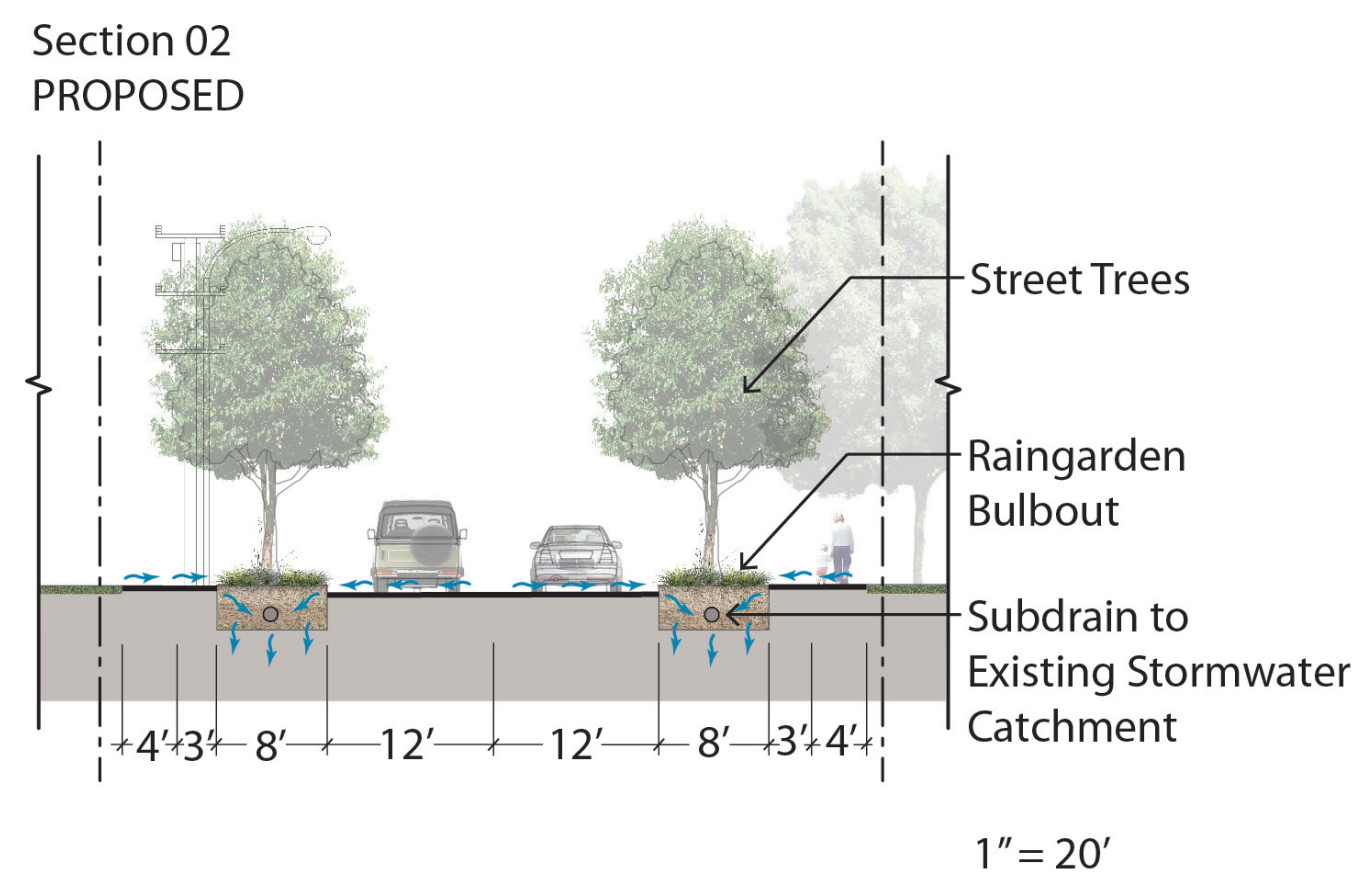 Section 02
PROPOSED
Street Trees
Raingarden
Bulbout
Subdrain to
Existing Stormwater
Catchment
4’ 3’ 8’ 12’ 12’ 8’ 3’ 4’
1”= 20’